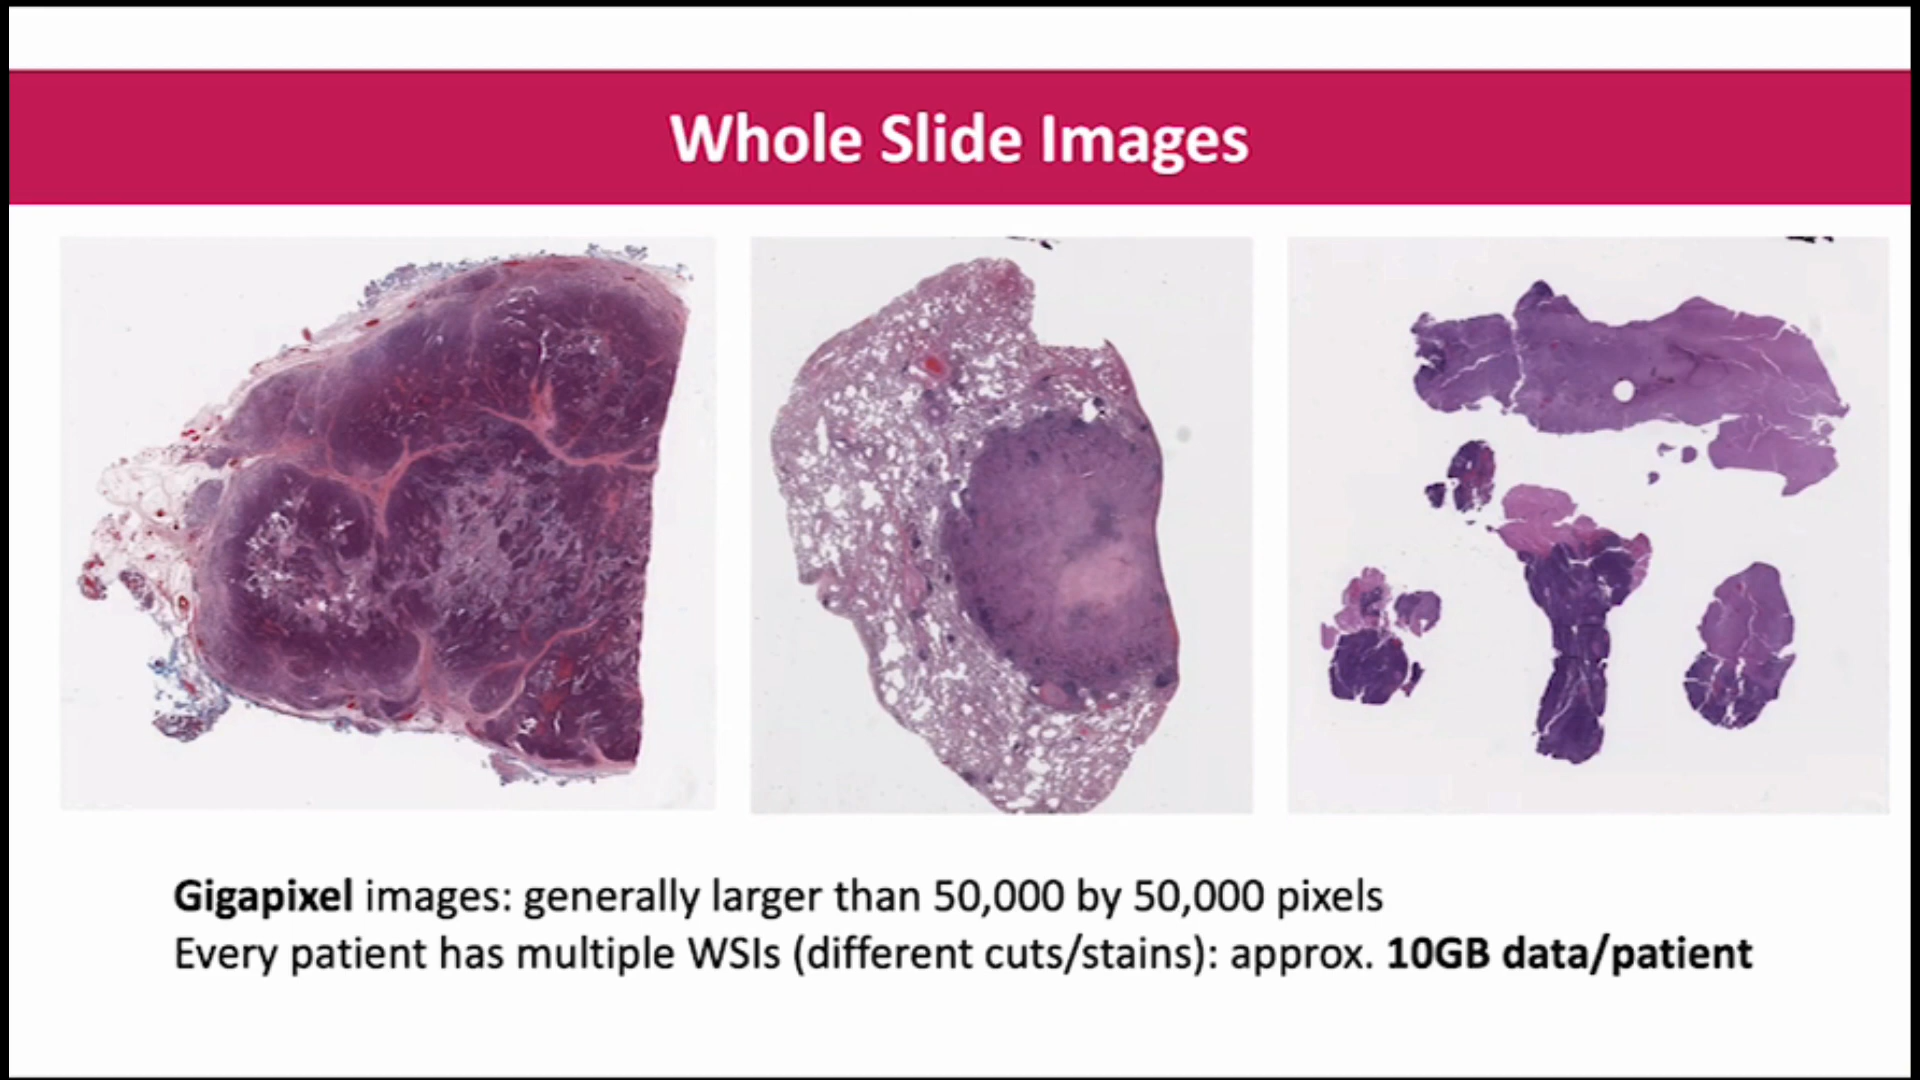 Whole Slide Images
Gigapixel images: generally larger than 50,000 by 50,000 pixels
Every patient has multiple WSIs (different cuts/stains): approx. 10GB data/patient